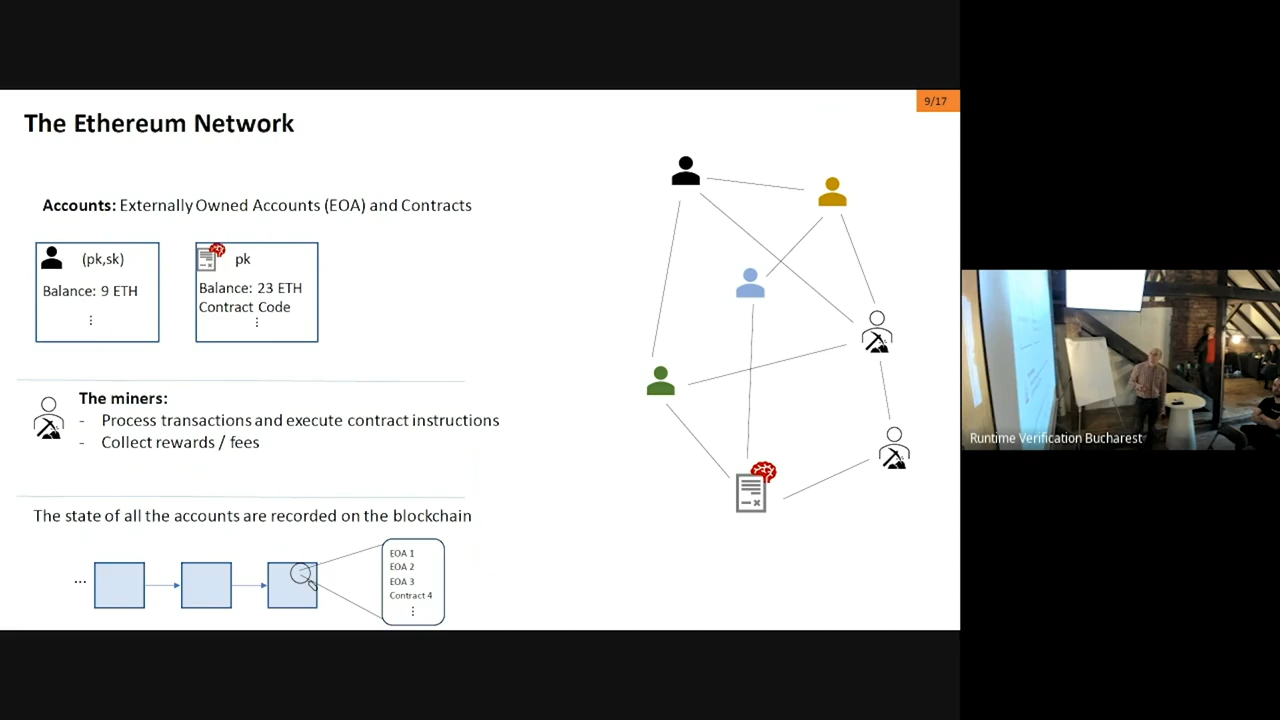 9/17
The Ethereum Network
Accounts: Externally Owned Accounts (EOA) and Contracts
(pk,sk)
Balance: 9 ETH
⋮
pk
Balance: 23 ETH
Contract Code
⋮
The miners:
- Process transactions and execute contract instructions
- Collect rewards / fees
The state of all the accounts are recorded on the blockchain
...
EOA 1
EOA 2
EOA 3
Contract 4
⋮
Runtime Verification Bucharest